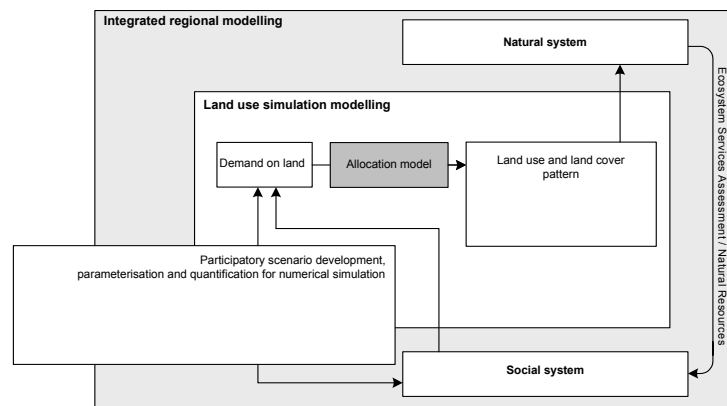 Integrated regional modelling
Natural system
Land use simulation modelling
Demand on land
Allocation model
Land use and land cover
pattern
Ecosystem Services Assessment / Natural Resources
Participatory scenario development,
parameterisation and quantification for numerical simulation
Social system